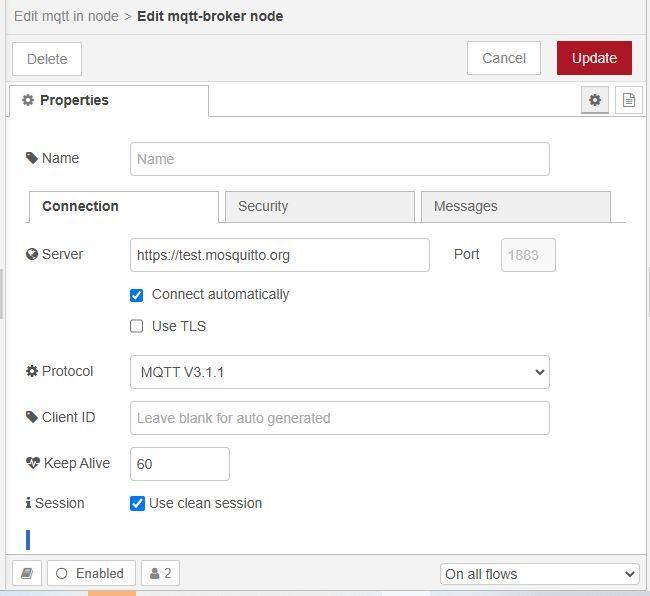 Edit mqtt in node > Edit mqtt-broker node
Delete Cancel Update
Properties
Name Name
Connection Security Messages
Server https://test.mosquitto.org Port 1883
Connect automatically
Use TLS
Protocol MQTT V3.1.1
Client ID Leave blank for auto generated
Keep Alive 60
Session Use clean session
Enabled 2 On all flows